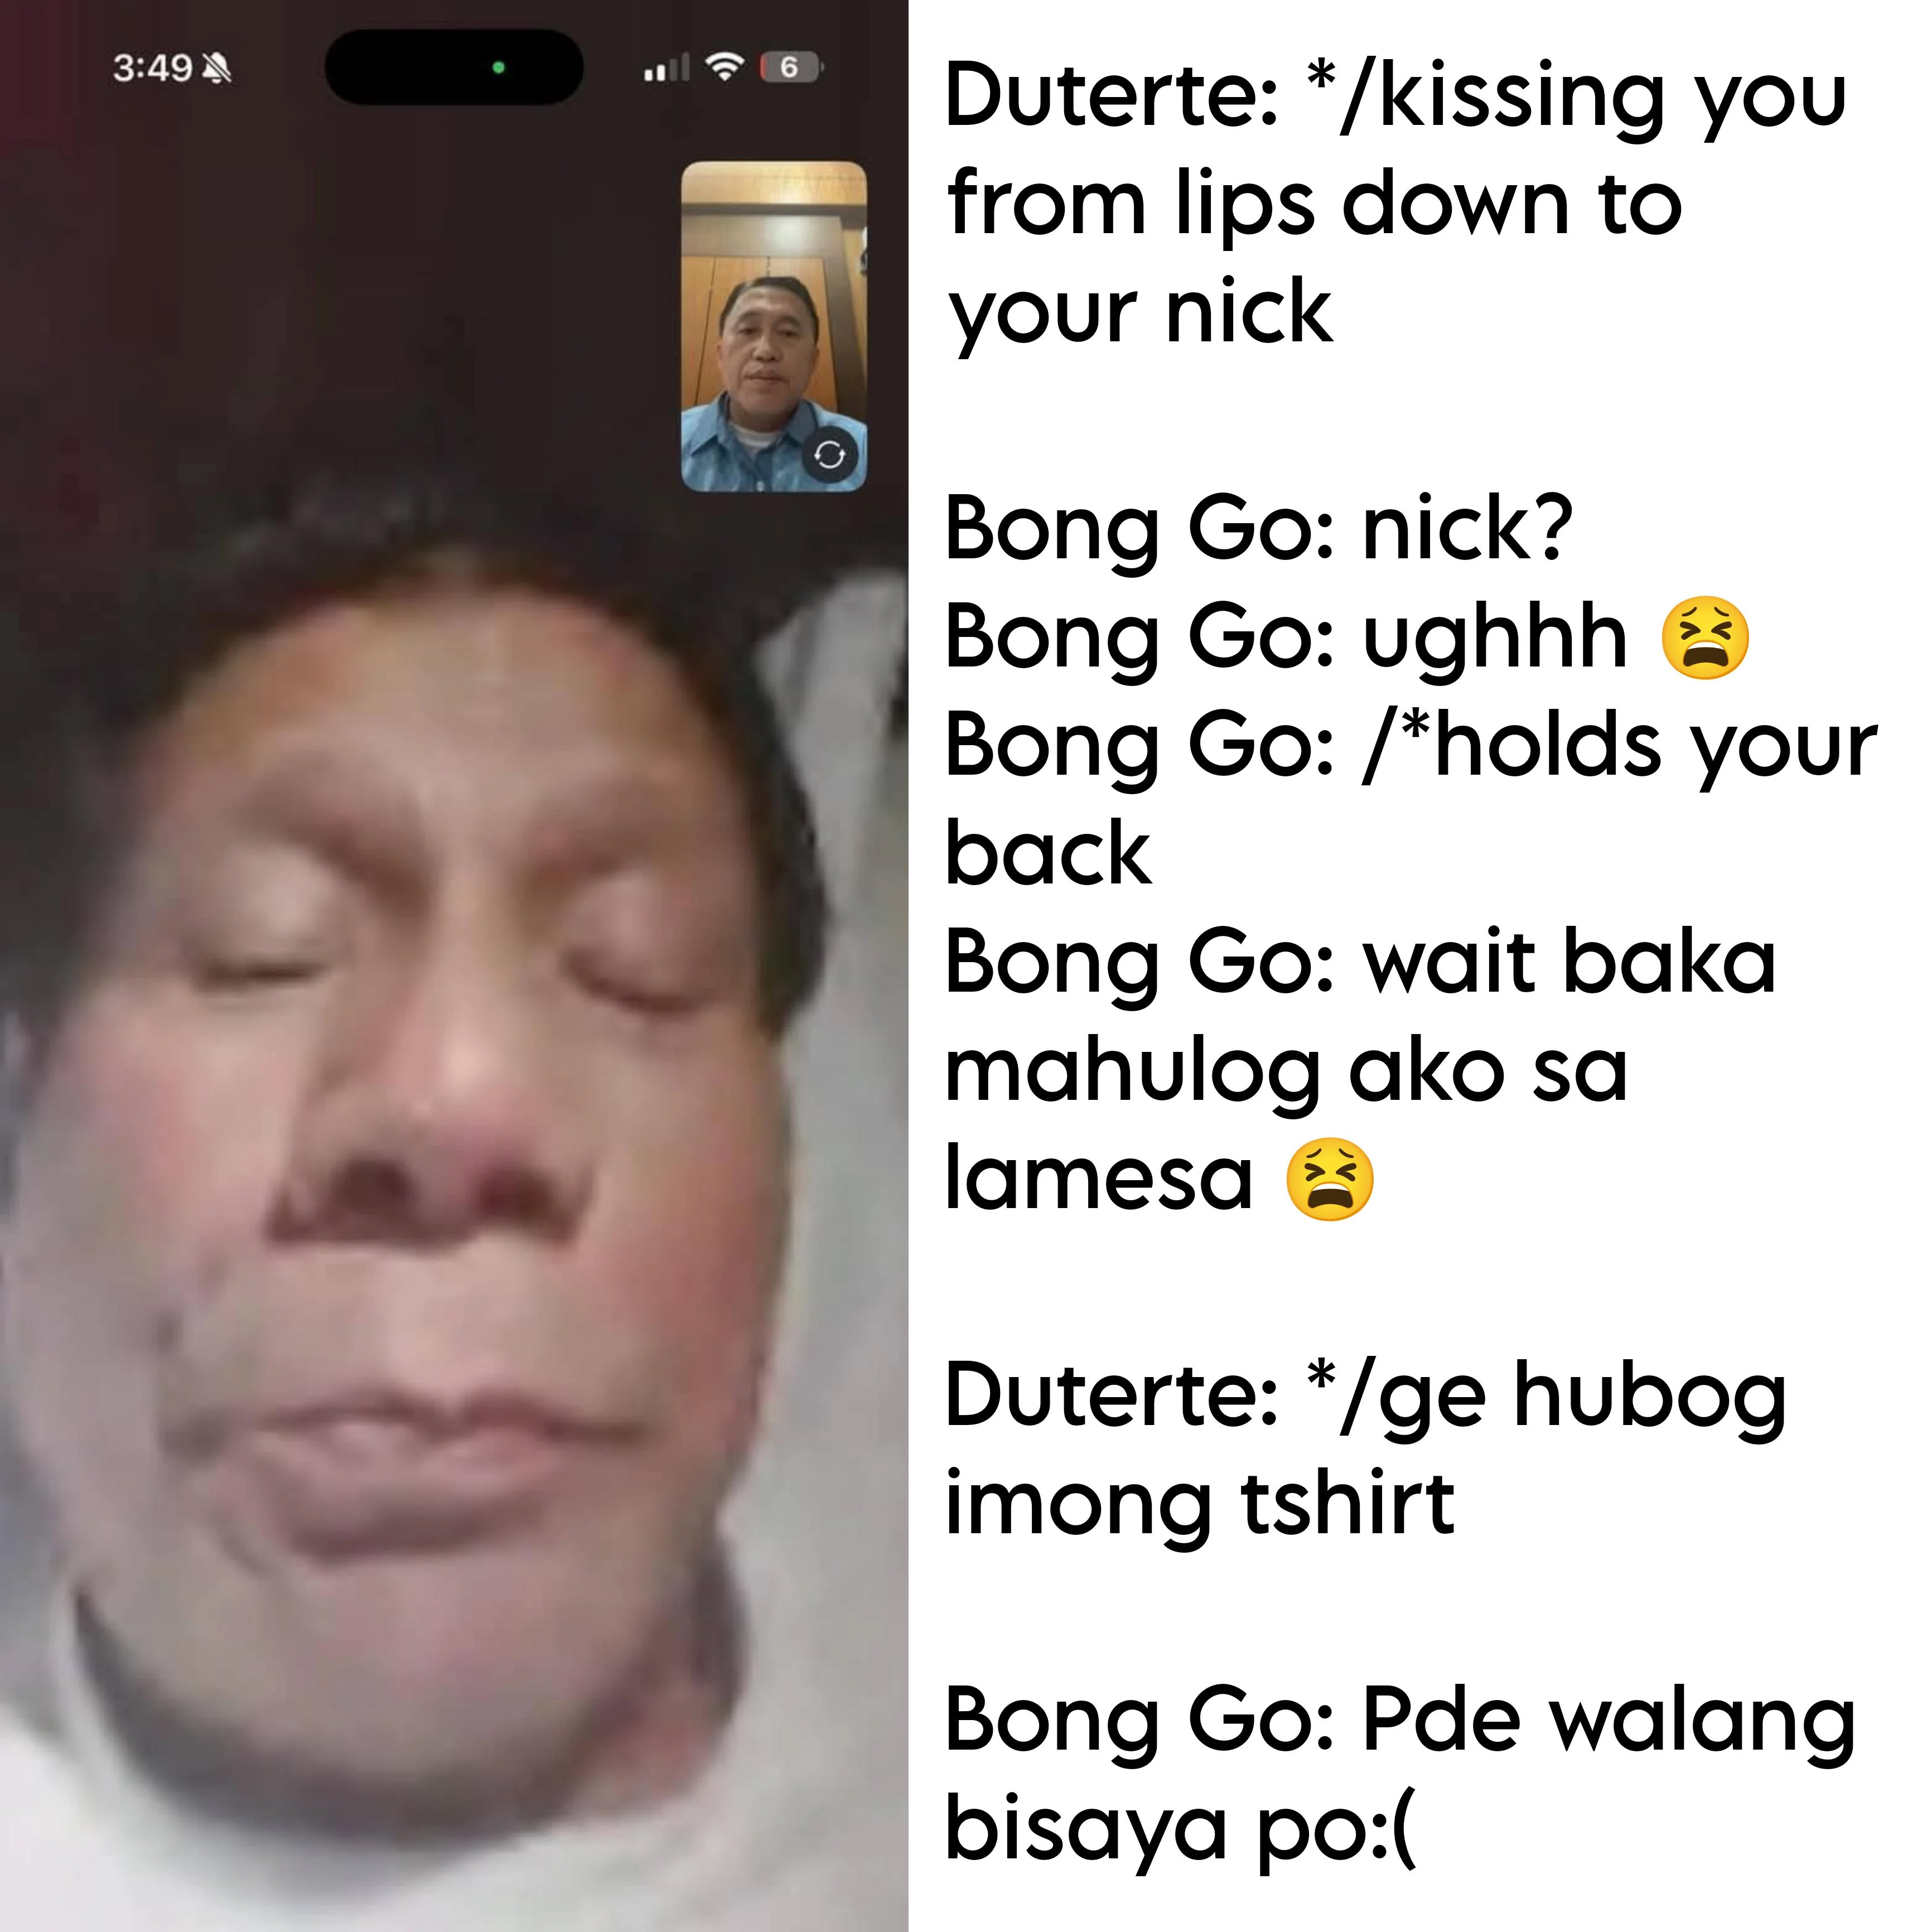 3:49
6
Duterte: */kissing you
from lips down to
your nick
Bong Go: nick?
Bong Go: ughhh 😫
Bong Go: /*holds your
back
Bong Go: wait baka
mahulog ako sa
lamesa 😫
Duterte: */ge hubog
imong tshirt
Bong Go: Pde walang
bisaya po:(